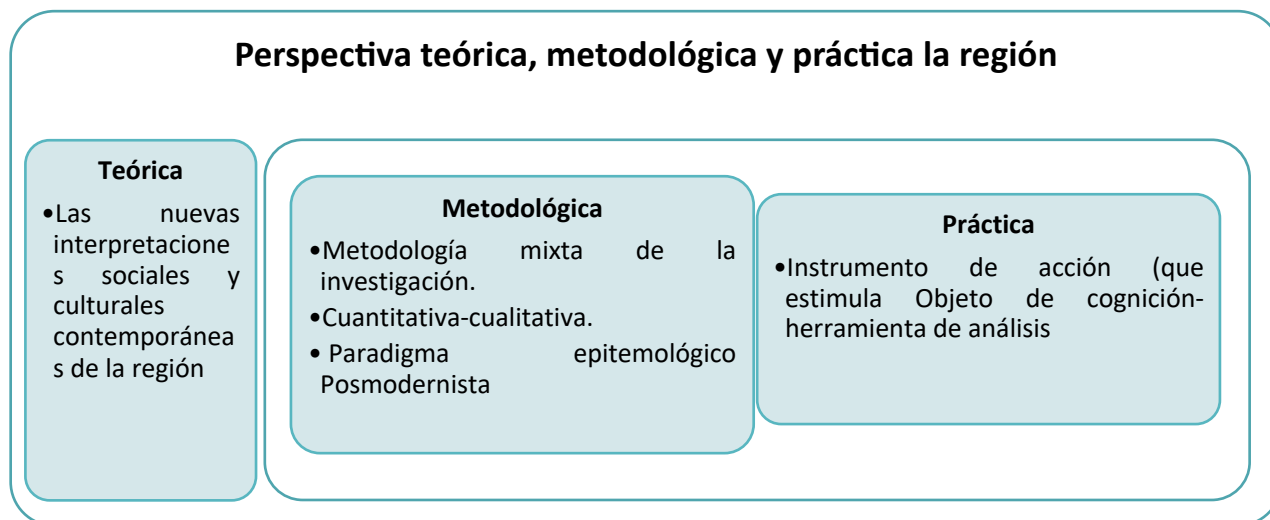 Perspectiva teórica, metodológica y práctica la región
Teórica
•Las nuevas
interpretacione
s sociales y
culturales
contemporánea
s de la región
Metodológica
•Metodología mixta de la
investigación.
•Cuantitativa-cualitativa.
• Paradigma epitemológico
Posmodernista
Práctica
•Instrumento de acción (que
estimula Objeto de cognición-
herramienta de análisis